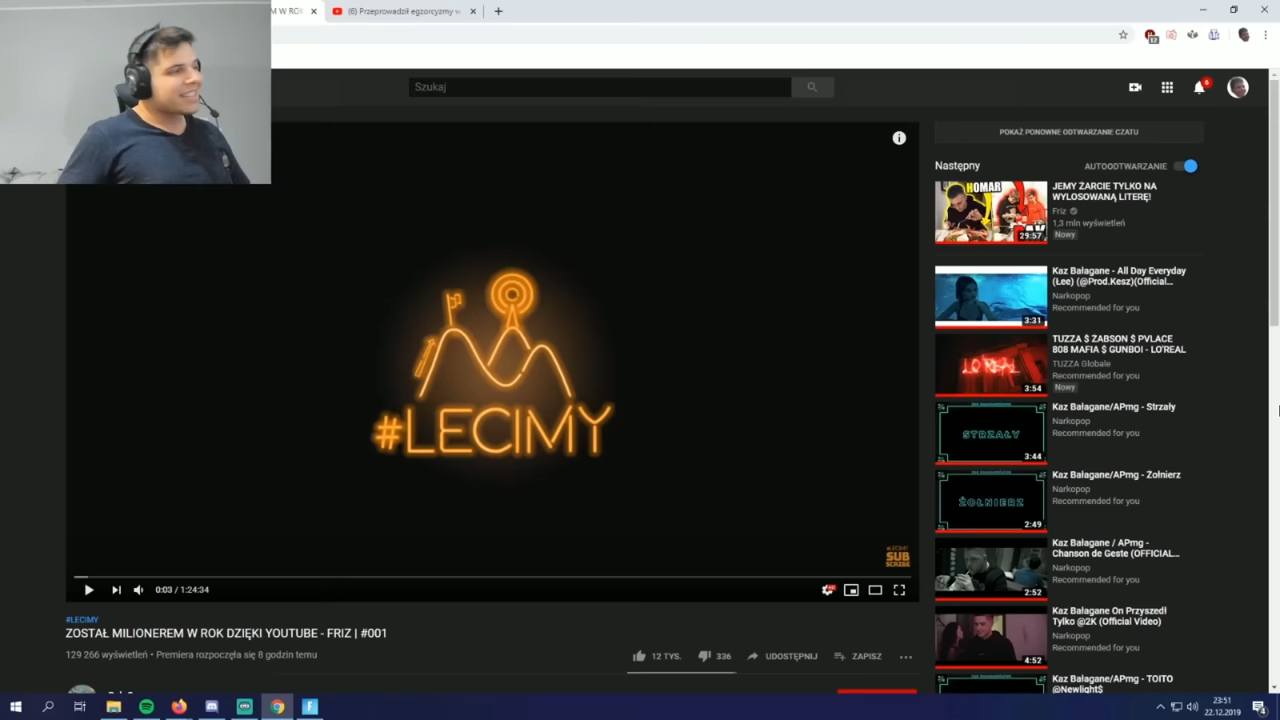 M W ROK
(6) Przeprowadził egzorcyzmy w
Szukaj
6
POKAŻ PONOWNE ODTWARZANIE CZATU
Następny
AUTOODTWARZANIE
HOMAR
29:57
JEMY ŻARCIE TYLKO NA
WYLOSOWANĄ LITERĘ!
Friz
1,3 mln wyświetleń
Nowy
3:31
Kaz Bałagane - All Day Everyday
(Łee) (@Prod.Kesz)(Official...
Narkopop
Recommended for you
LO'REAL
3:54
TUZZA $ ŻABSON $ PVLACE
808 MAFIA $ GUNBOI - LO'REAL
TUZZA Globale
Recommended for you
Nowy
STRZAŁY
3:44
Kaz Bałagane/APmg - Strzały
Narkopop
Recommended for you
ŻOŁNIERZ
2:49
Kaz Bałagane/APmg - Żołnierz
Narkopop
Recommended for you
2:52
Kaz Bałagane / APmg -
Chanson de Geste (OFFICIAL...
Narkopop
Recommended for you
4:52
Kaz Bałagane On Przyszedł
Tylko @2K (Official Video)
Narkopop
Recommended for you
Kaz Bałagane/APmg - TOITO
@Newlight$
#LECIMY
#LECIMY
SUB
SCRIBE
0:03 / 1:24:34
#LECIMY
ZOSTAŁ MILIONEREM W ROK DZIĘKI YOUTUBE - FRIZ | #001
129 266 wyświetleń • Premiera rozpoczęła się 8 godzin temu
12 TYS.
336
UDOSTĘPNIJ
ZAPISZ
23:51
22.12.2019
4